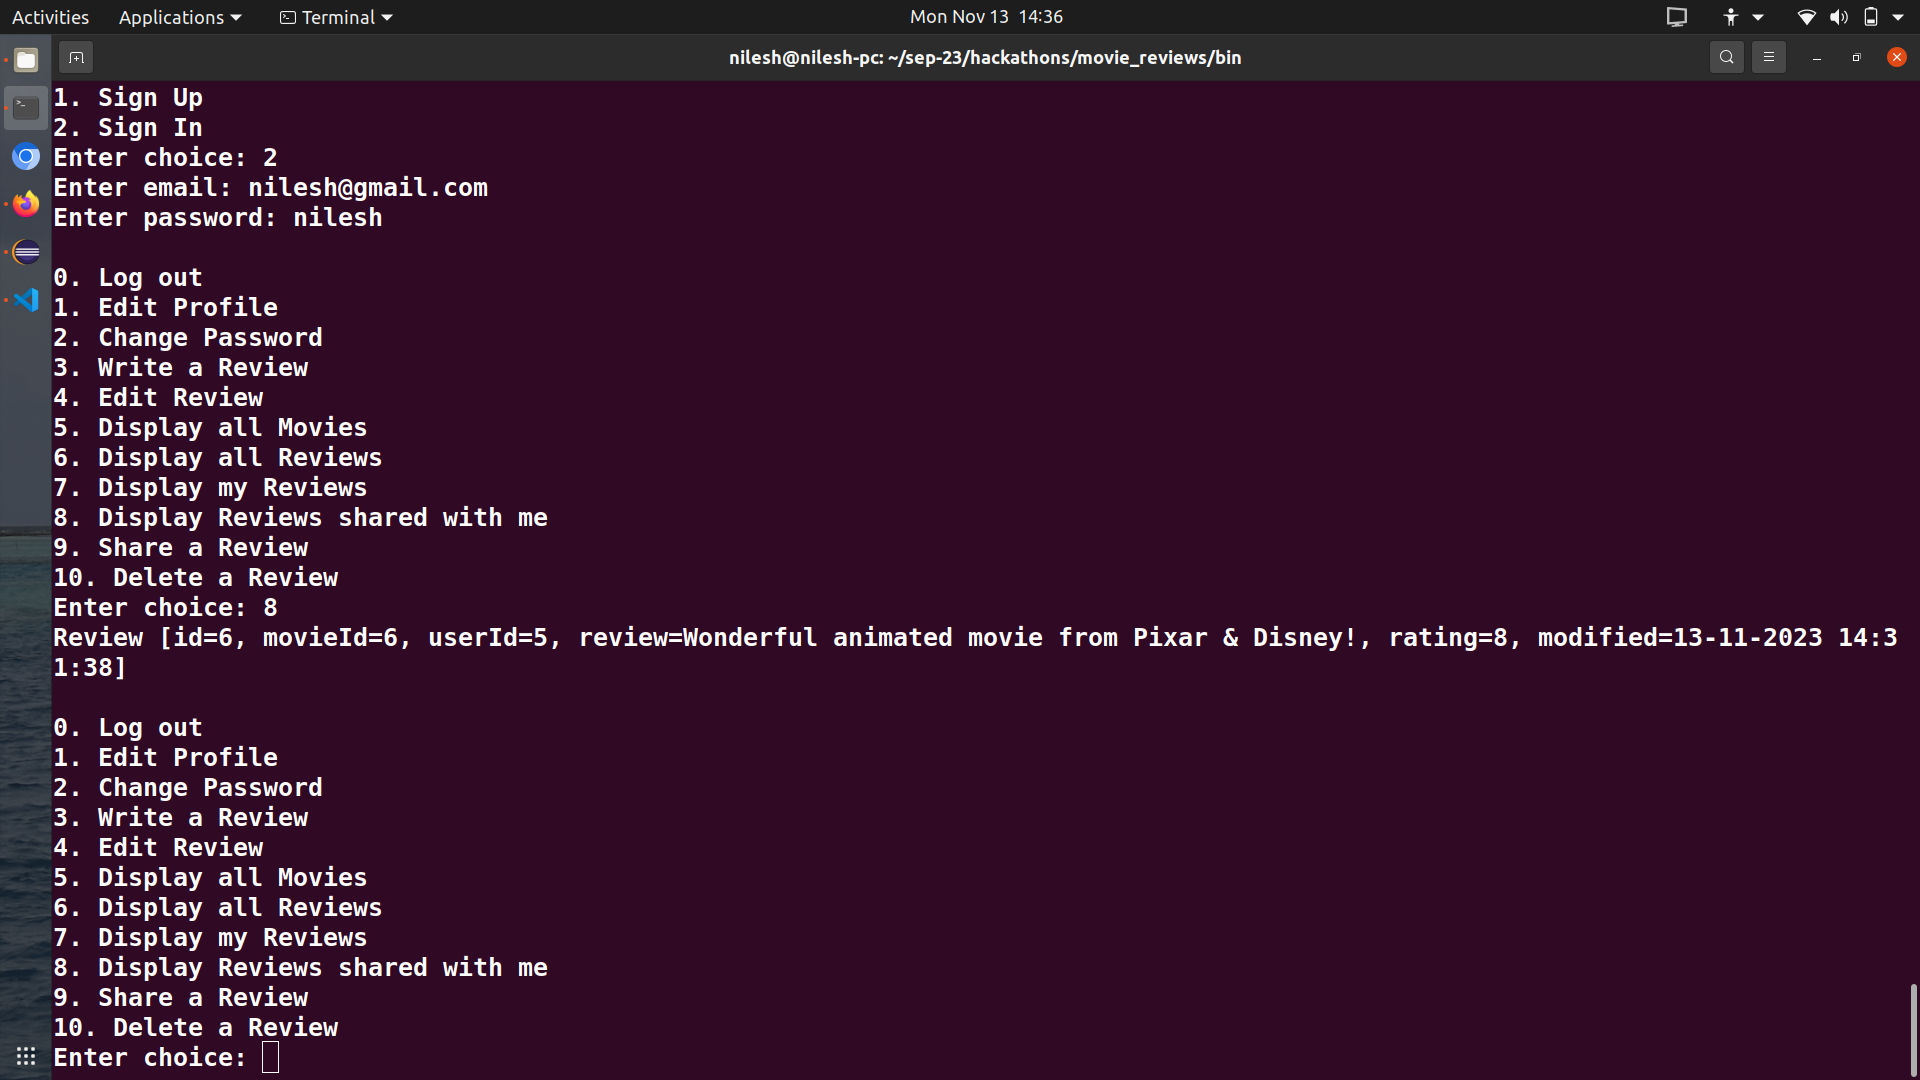 Activities Applications Terminal Mon Nov 13 14:36
nilesh@nilesh-pc: ~/sep-23/hackathons/movie_reviews/bin
1. Sign Up
2. Sign In
Enter choice: 2
Enter email: nilesh@gmail.com
Enter password: nilesh
0. Log out
1. Edit Profile
2. Change Password
3. Write a Review
4. Edit Review
5. Display all Movies
6. Display all Reviews
7. Display my Reviews
8. Display Reviews shared with me
9. Share a Review
10. Delete a Review
Enter choice: 8
Review [id=6, movieId=6, userId=5, review=Wonderful animated movie from Pixar & Disney!, rating=8, modified=13-11-2023 14:3
1:38]
0. Log out
1. Edit Profile
2. Change Password
3. Write a Review
4. Edit Review
5. Display all Movies
6. Display all Reviews
7. Display my Reviews
8. Display Reviews shared with me
9. Share a Review
10. Delete a Review
Enter choice: